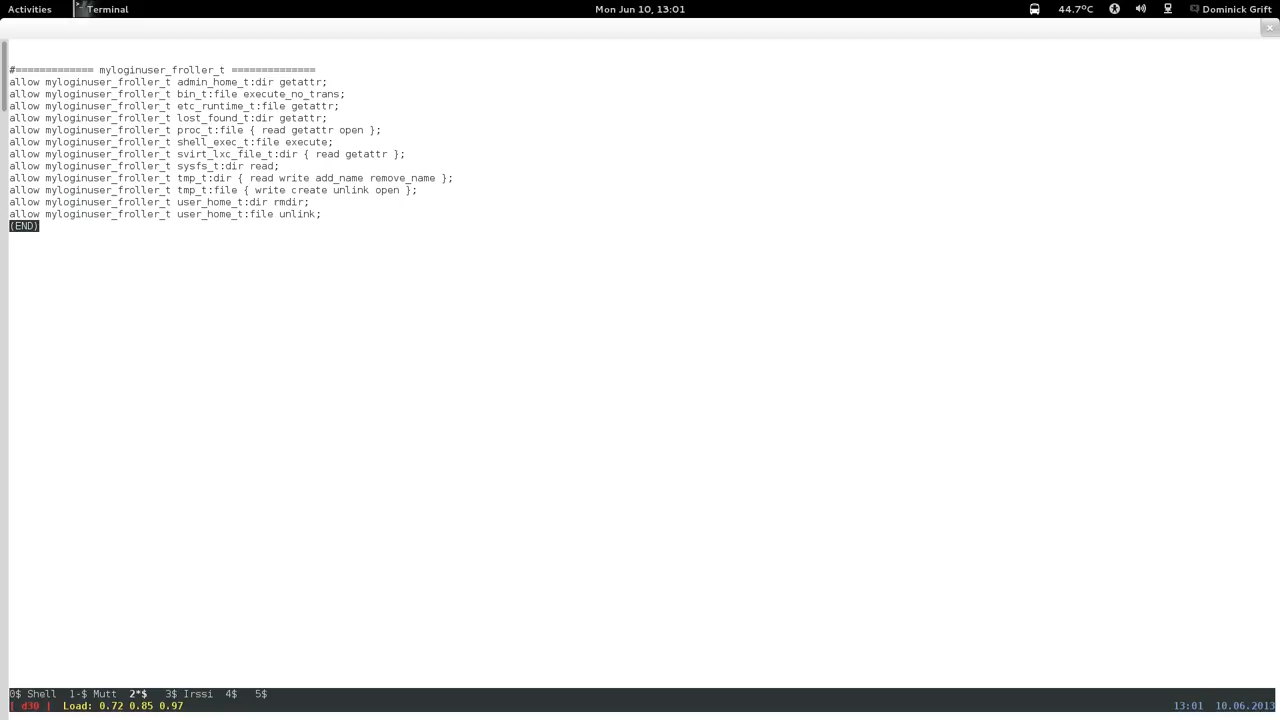 Activities Terminal Mon Jun 10, 13:01 44.7°C Dominick Grift
#============= myloginuser_froller_t ==============
allow myloginuser_froller_t admin_home_t:dir getattr;
allow myloginuser_froller_t bin_t:file execute_no_trans;
allow myloginuser_froller_t etc_runtime_t:file getattr;
allow myloginuser_froller_t lost_found_t:dir getattr;
allow myloginuser_froller_t proc_t:file { read getattr open };
allow myloginuser_froller_t shell_exec_t:file execute;
allow myloginuser_froller_t svirt_lxc_file_t:dir { read getattr };
allow myloginuser_froller_t sysfs_t:dir read;
allow myloginuser_froller_t tmp_t:dir { read write add_name remove_name };
allow myloginuser_froller_t tmp_t:file { write create unlink open };
allow myloginuser_froller_t user_home_t:dir rmdir;
allow myloginuser_froller_t user_home_t:file unlink;
(END)
0$ Shell 1-$ Mutt 2*$ 3$ Irssi 4$ 5$
[ d30 ] Load: 0.72 0.85 0.97 13:01 10.06.2013